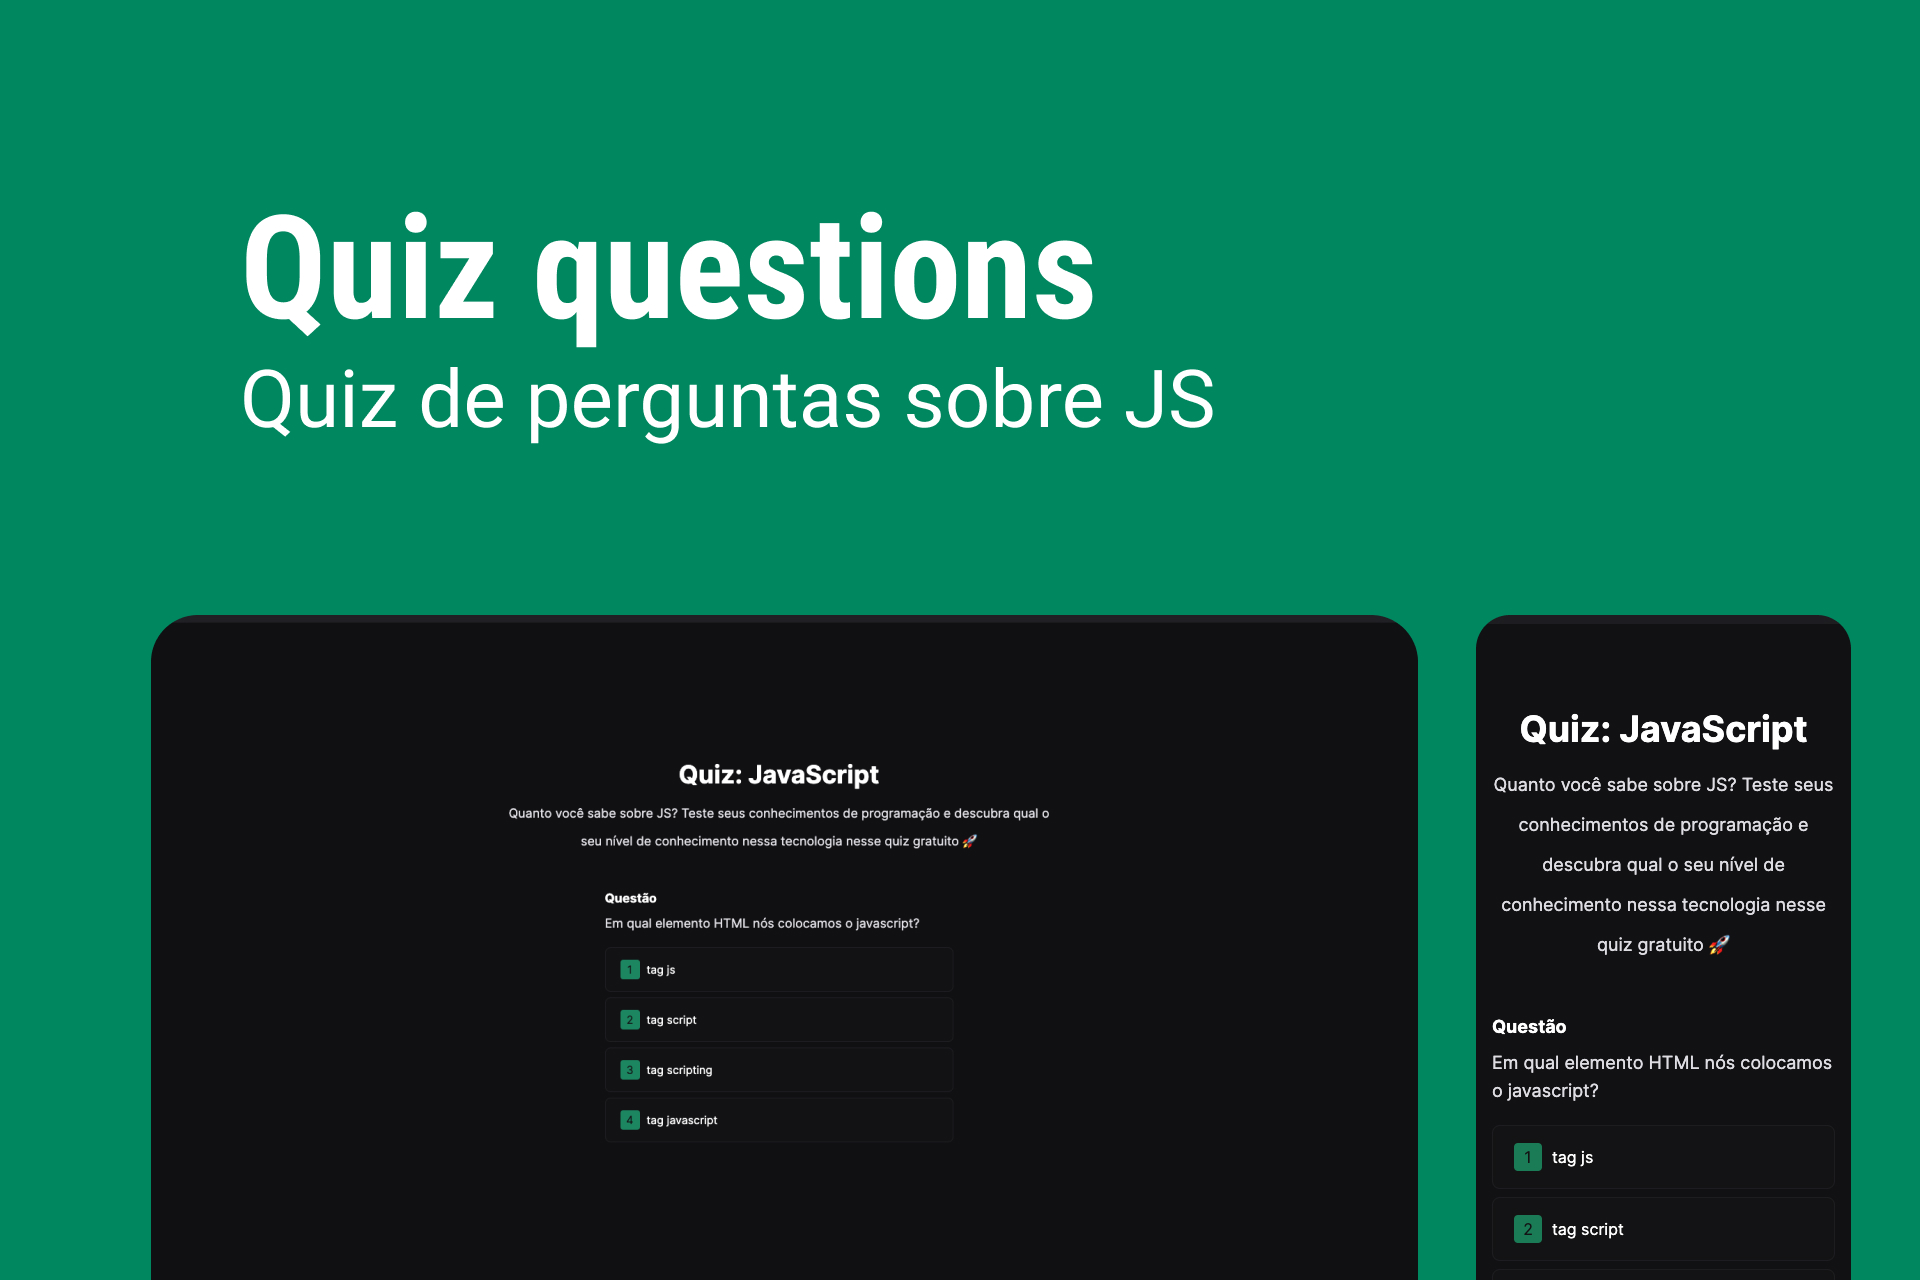 Quiz questions
Quiz de perguntas sobre JS
Quiz: JavaScript
Quanto você sabe sobre JS? Teste seus conhecimentos de programação e descubra qual o
seu nível de conhecimento nessa tecnologia nesse quiz gratuito 🚀
Questão
Em qual elemento HTML nós colocamos o javascript?
1 tag js
2 tag script
3 tag scripting
4 tag javascript
Quiz: JavaScript
Quanto você sabe sobre JS? Teste seus
conhecimentos de programação e
descubra qual o seu nível de
conhecimento nessa tecnologia nesse
quiz gratuito 🚀
Questão
Em qual elemento HTML nós colocamos
o javascript?
1 tag js
2 tag script